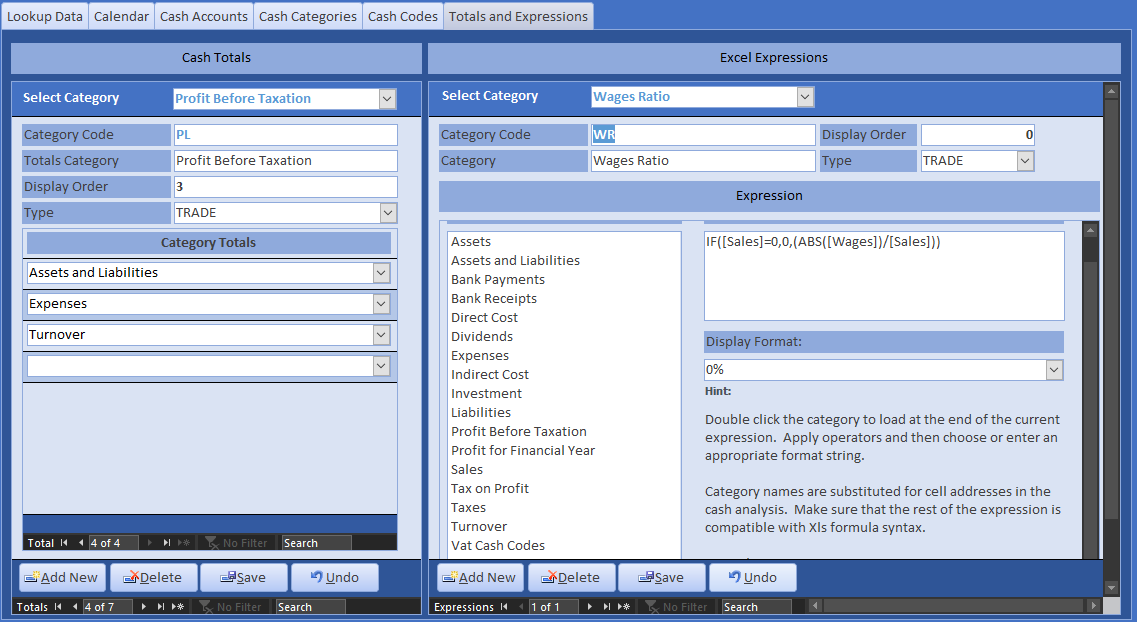 Lookup Data Calendar Cash Accounts Cash Categories Cash Codes Totals and Expressions
Cash Totals
Select Category Profit Before Taxation
Category Code PL
Totals Category Profit Before Taxation
Display Order 3
Type TRADE
Category Totals
Assets and Liabilities
Expenses
Turnover
Total 4 of 4 No Filter Search
Add New Delete Save Undo
Totals 4 of 7 No Filter Search
Excel Expressions
Select Category Wages Ratio
Category Code WR Display Order 0
Category Wages Ratio Type TRADE
Expression
Assets
Assets and Liabilities
Bank Payments
Bank Receipts
Direct Cost
Dividends
Expenses
Indirect Cost
Investment
Liabilities
Profit Before Taxation
Profit for Financial Year
Sales
Tax on Profit
Taxes
Turnover
Vat Cash Codes
IF([Sales]=0,0,(ABS([Wages])/[Sales]))
Display Format:
0%
Hint:
Double click the category to load at the end of the current
expression. Apply operators and then choose or enter an
appropriate format string.
Category names are substituted for cell addresses in the
cash analysis. Make sure that the rest of the expression is
compatible with Xls formula syntax.
Add New Delete Save Undo
Expressions 1 of 1 No Filter Search